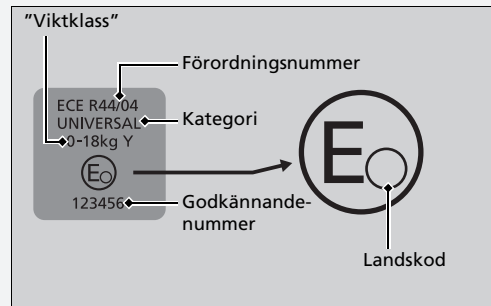 "Viktklass"
Förordningsnummer
ECE R44/04
UNIVERSAL
Kategori
0-18kg Y
E
E
123456
Godkännande-
nummer
Landskod